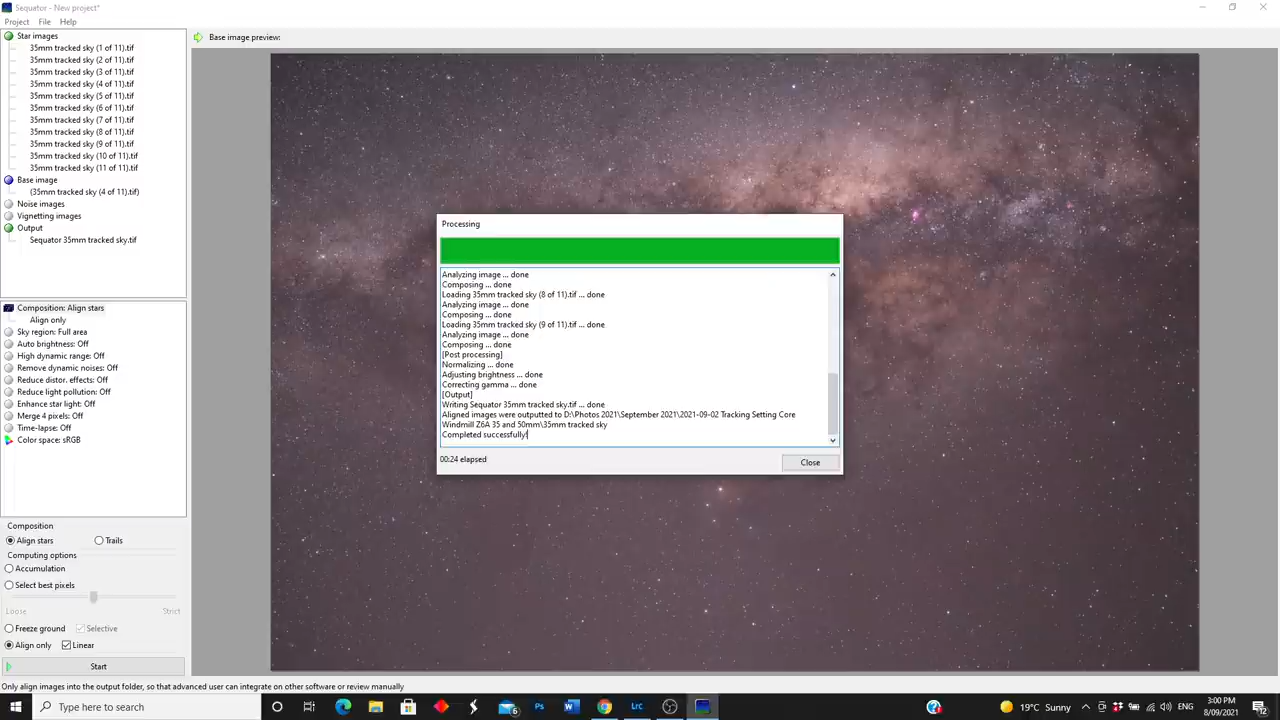 Sequator - New project*
Project File Help
Star images
35mm tracked sky (1 of 11).tif
35mm tracked sky (2 of 11).tif
35mm tracked sky (3 of 11).tif
35mm tracked sky (4 of 11).tif
35mm tracked sky (5 of 11).tif
35mm tracked sky (6 of 11).tif
35mm tracked sky (7 of 11).tif
35mm tracked sky (8 of 11).tif
35mm tracked sky (9 of 11).tif
35mm tracked sky (10 of 11).tif
35mm tracked sky (11 of 11).tif
Base image
(35mm tracked sky (4 of 11).tif)
Noise images
Vignetting images
Output
Sequator 35mm tracked sky.tif
Composition: Align stars
Align only
Sky region: Full area
Auto brightness: Off
High dynamic range: Off
Remove dynamic noises: Off
Reduce distor. effects: Off
Reduce light pollution: Off
Enhance star light: Off
Merge 4 pixels: Off
Time-lapse: Off
Color space: sRGB
Composition
Align stars Trails
Computing options
Accumulation
Select best pixels
Loose Strict
Freeze ground Selective
Align only Linear
Start
Base image preview:
Processing
Analyzing image ... done
Composing ... done
Loading 35mm tracked sky (8 of 11).tif ... done
Analyzing image ... done
Composing ... done
Loading 35mm tracked sky (9 of 11).tif ... done
Analyzing image ... done
Composing ... done
[Post processing]
Normalizing ... done
Adjusting brightness ... done
Correcting gamma ... done
[Output]
Writing Sequator 35mm tracked sky.tif ... done
Aligned images were outputted to D:\Photos 2021\September 2021\2021-09-02 Tracking Setting Core
Windmill Z6A 35 and 50mm\35mm tracked sky
Completed successfully!
00:24 elapsed
Close
Only align images into the output folder, so that advanced user can integrate on other software or review manually
Type here to search
6
Ps
W
LrC
19°C Sunny
ENG
3:00 PM
8/09/2021
12